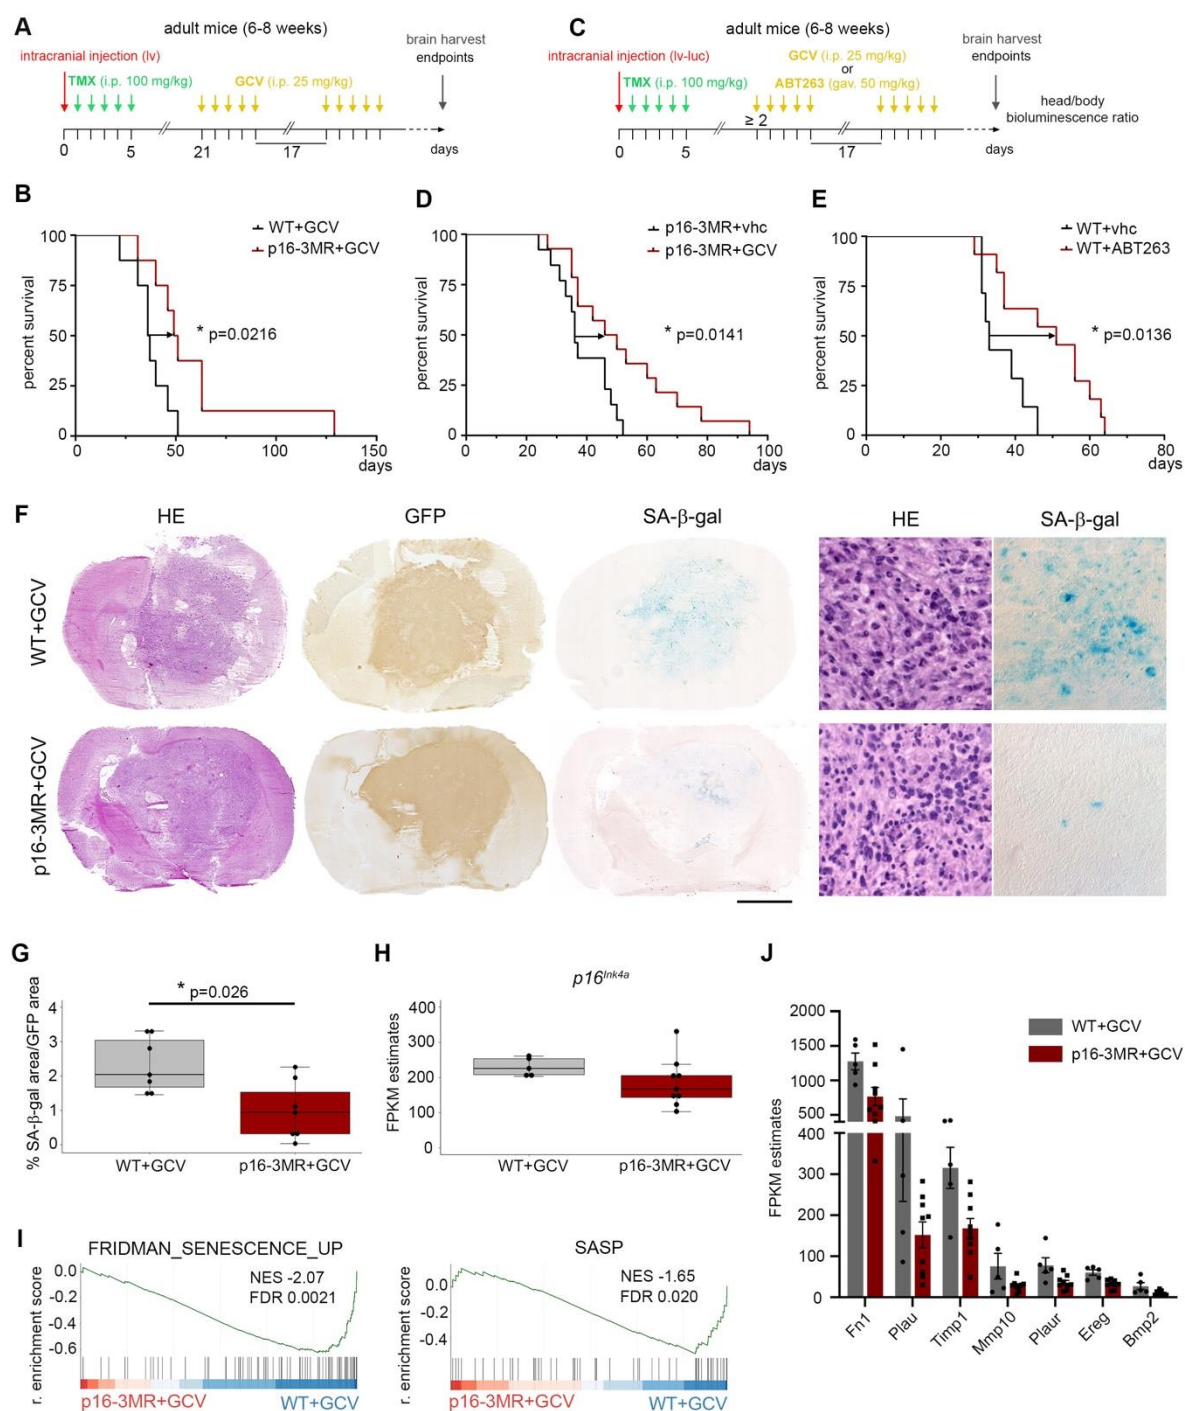 A
adult mice (6-8 weeks)
intracranial injection (lv)
TMX (i.p. 100 mg/kg)
GCV (i.p. 25 mg/kg)
brain harvest
endpoints
0
5
21
17
days
C
adult mice (6-8 weeks)
intracranial injection (lv-luc)
TMX (i.p. 100 mg/kg)
GCV (i.p. 25 mg/kg)
or
ABT263 (gav. 50 mg/kg)
brain harvest
endpoints
head/body
bioluminescence ratio
≥ 2
0
5
17
days
B
WT+GCV
p16-3MR+GCV
* p=0.0216
percent survival
100
75
50
25
0
0
50
100
150
days
D
p16-3MR+vhc
p16-3MR+GCV
* p=0.0141
percent survival
100
75
50
25
0
0
20
40
60
80
100
days
E
WT+vhc
WT+ABT263
* p=0.0136
percent survival
100
75
50
25
0
0
20
40
60
80
days
F
HE
GFP
SA-β-gal
HE
SA-β-gal
WT+GCV
p16-3MR+GCV
G
* p=0.026
% SA-β-gal area/GFP area
4
3
2
1
0
WT+GCV
p16-3MR+GCV
H
p16Ink4a
FPKM estimates
400
300
200
100
0
WT+GCV
p16-3MR+GCV
I
FRIDMAN_SENESCENCE_UP
NES -2.07
FDR 0.0021
r. enrichment score
0.0
-0.2
-0.4
-0.6
p16-3MR+GCV
WT+GCV
SASP
NES -1.65
FDR 0.020
r. enrichment score
0.0
-0.2
-0.4
p16-3MR+GCV
WT+GCV
J
WT+GCV
p16-3MR+GCV
FPKM estimates
2000
1500
1000
500
400
300
200
100
0
Fn1
Plau
Timp1
Mmp10
Plaur
Ereg
Bmp2